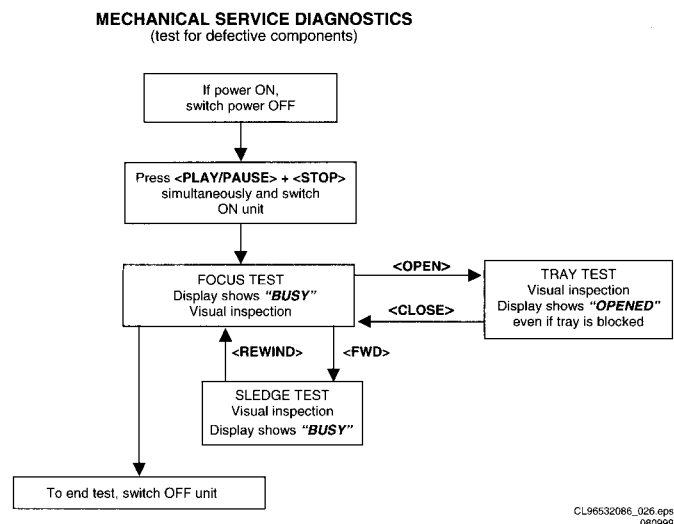 MECHANICAL SERVICE DIAGNOSTICS
(test for defective components)
If power ON,
switch power OFF
Press <PLAY/PAUSE> + <STOP>
simultaneously and switch
ON unit
FOCUS TEST
Display shows "BUSY"
Visual inspection
<OPEN>
<CLOSE>
TRAY TEST
Visual inspection
Display shows "OPENED"
even if tray is blocked
<REWIND>
<FWD>
SLEDGE TEST
Visual inspection
Display shows "BUSY"
To end test, switch OFF unit
CL96532086_026.eps
080999